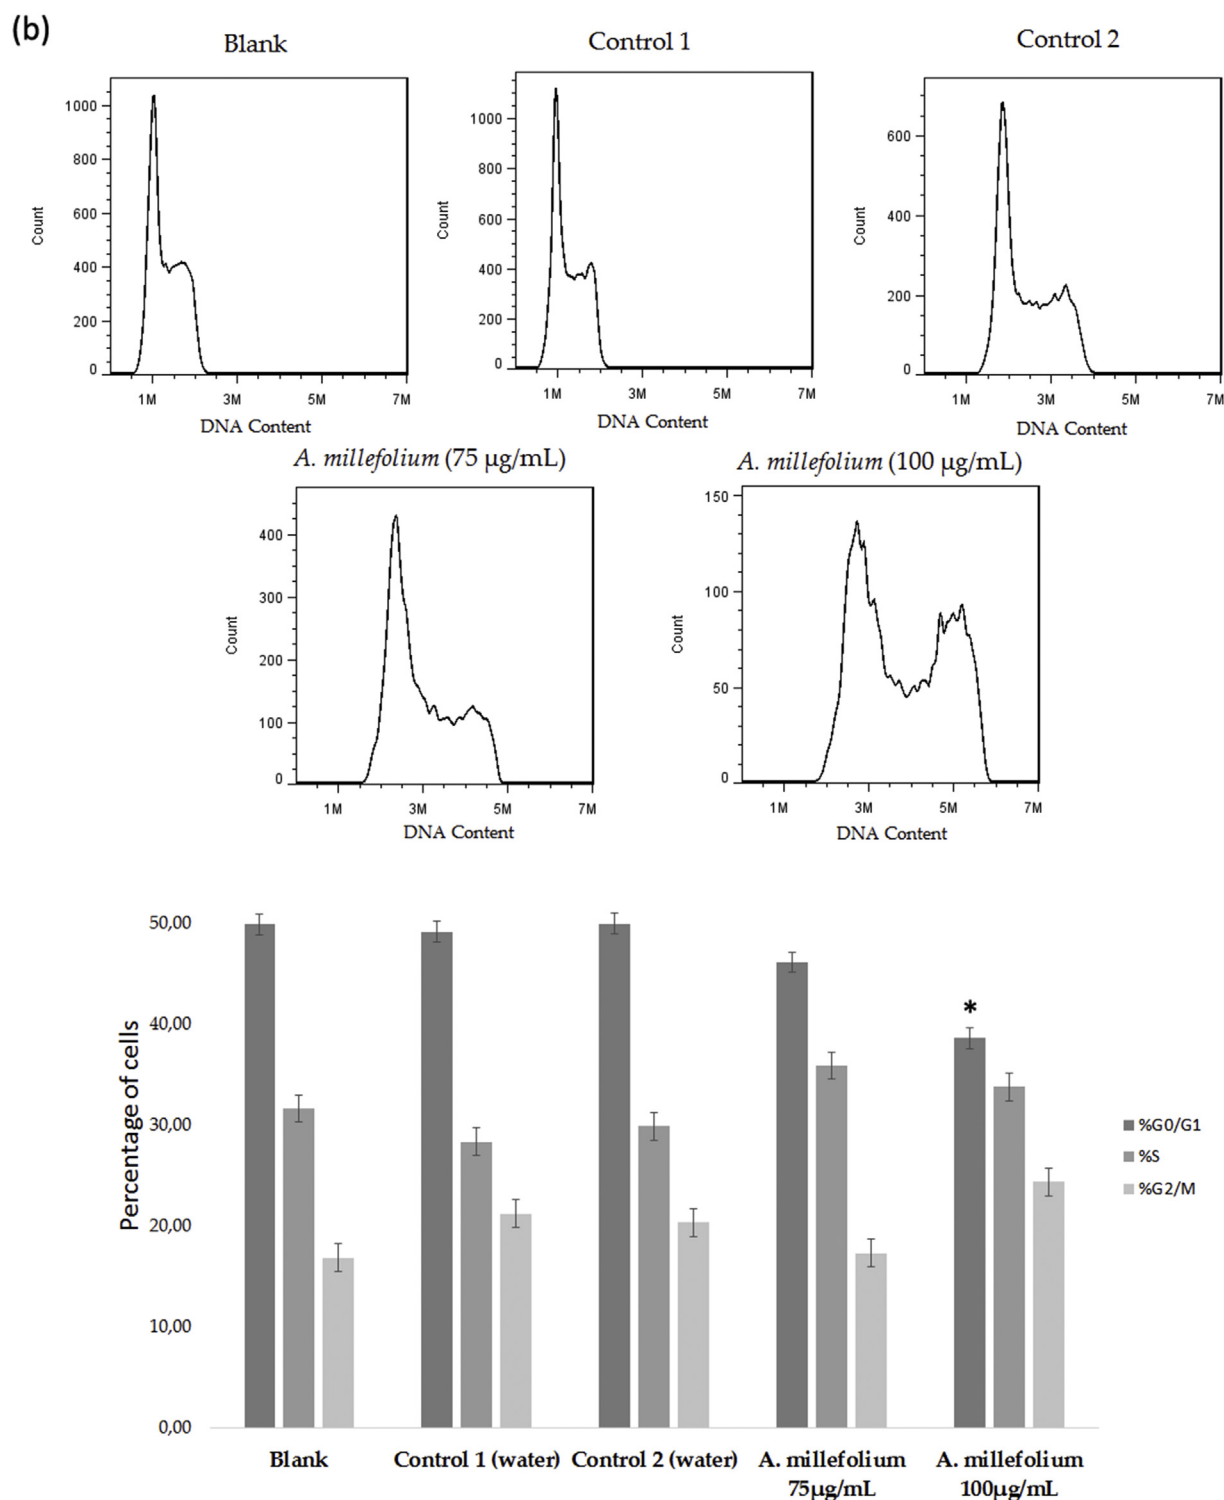 (b)
Blank
Control 1
Control 2
1000
800
600
400
200
0
Count
1M
3M
5M
7M
DNA Content
1000
800
600
400
200
0
Count
1M
3M
5M
7M
DNA Content
600
400
200
0
Count
1M
3M
5M
7M
DNA Content
A. millefolium (75 µg/mL)
A. millefolium (100 µg/mL)
400
300
200
100
0
Count
1M
3M
5M
7M
DNA Content
150
100
50
0
Count
1M
3M
5M
7M
DNA Content
50,00
40,00
30,00
20,00
10,00
0,00
Percentage of cells
*
%G0/G1
%S
%G2/M
Blank
Control 1 (water)
Control 2 (water)
A. millefolium
75µg/mL
A. millefolium
100µg/mL